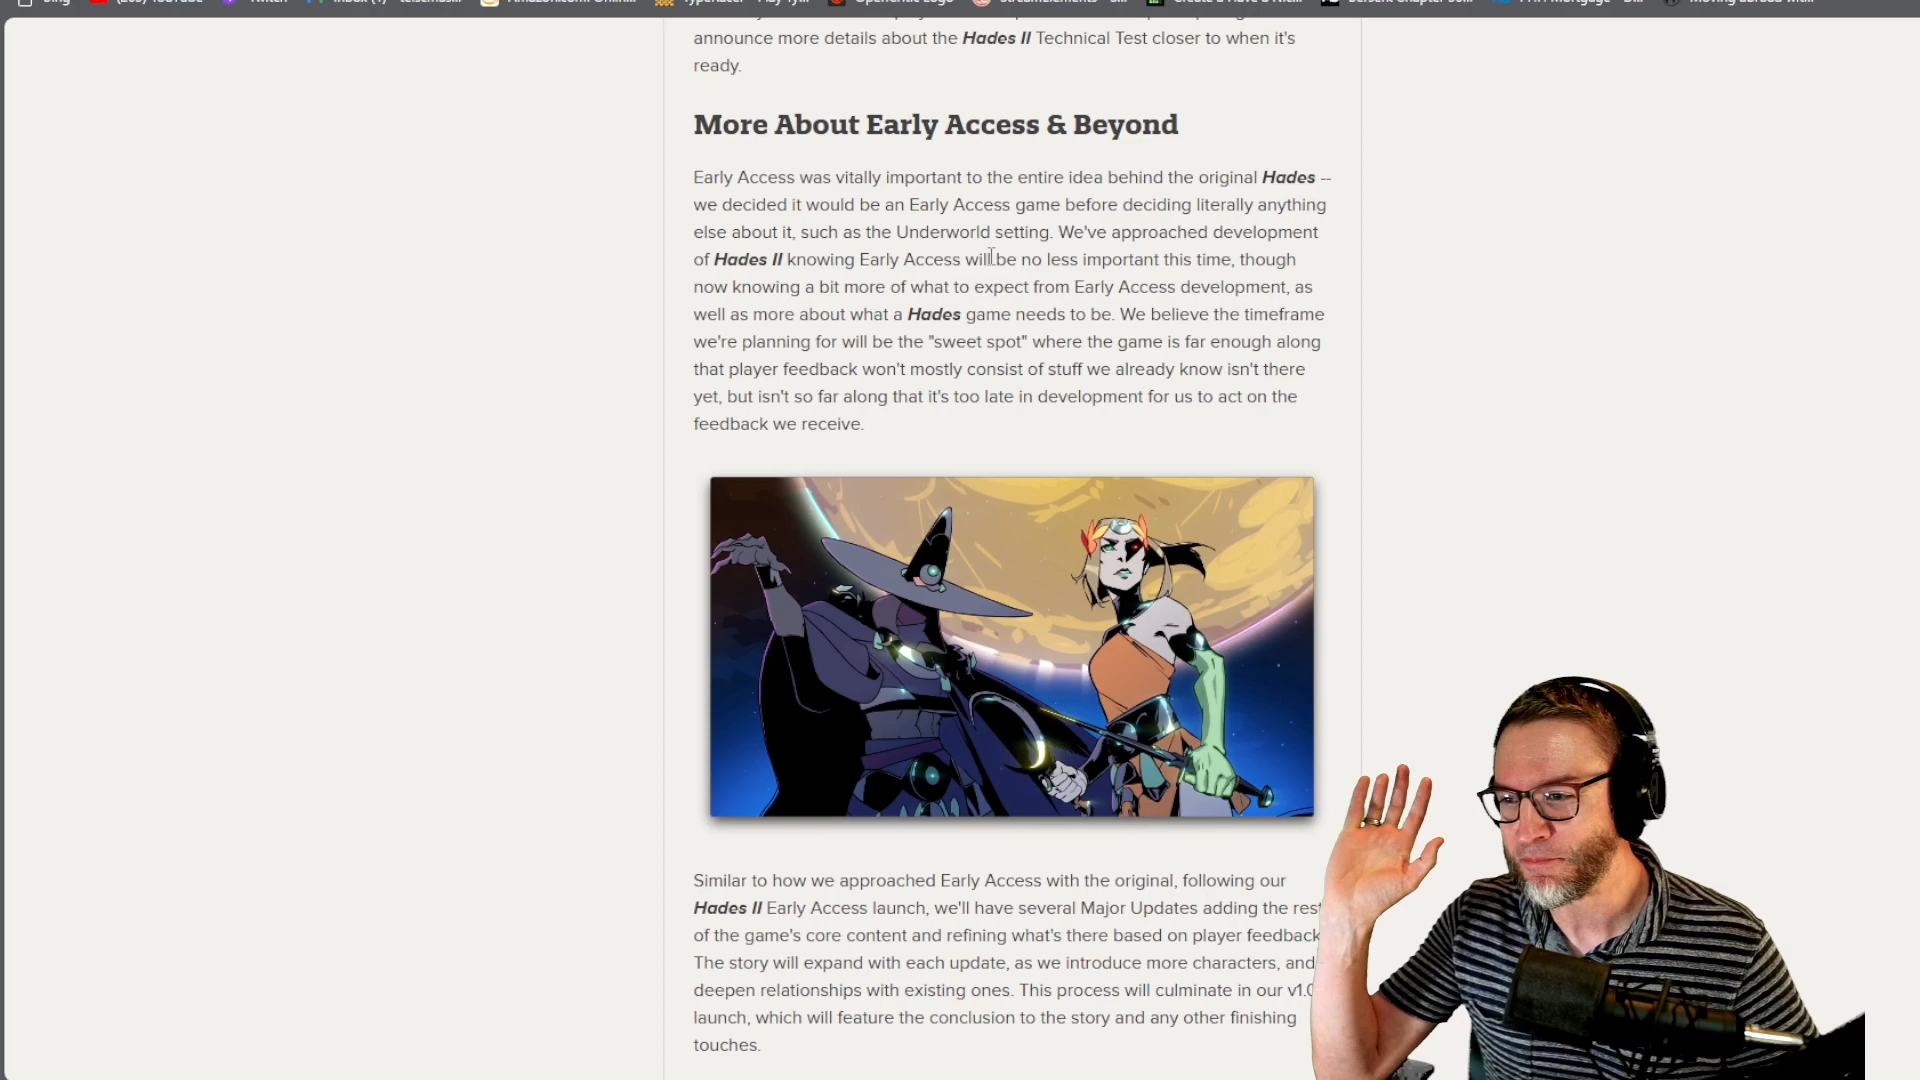 announce more details about the Hades II Technical Test closer to when it's
ready.
More About Early Access & Beyond
Early Access was vitally important to the entire idea behind the original Hades --
we decided it would be an Early Access game before deciding literally anything
else about it, such as the Underworld setting. We've approached development
of Hades II knowing Early Access will be no less important this time, though
now knowing a bit more of what to expect from Early Access development, as
well as more about what a Hades game needs to be. We believe the timeframe
we're planning for will be the "sweet spot" where the game is far enough along
that player feedback won't mostly consist of stuff we already know isn't there
yet, but isn't so far along that it's too late in development for us to act on the
feedback we receive.
Similar to how we approached Early Access with the original, following our
Hades II Early Access launch, we'll have several Major Updates adding the rest
of the game's core content and refining what's there based on player feedback
The story will expand with each update, as we introduce more characters, and
deepen relationships with existing ones. This process will culminate in our v1.0
launch, which will feature the conclusion to the story and any other finishing
touches.